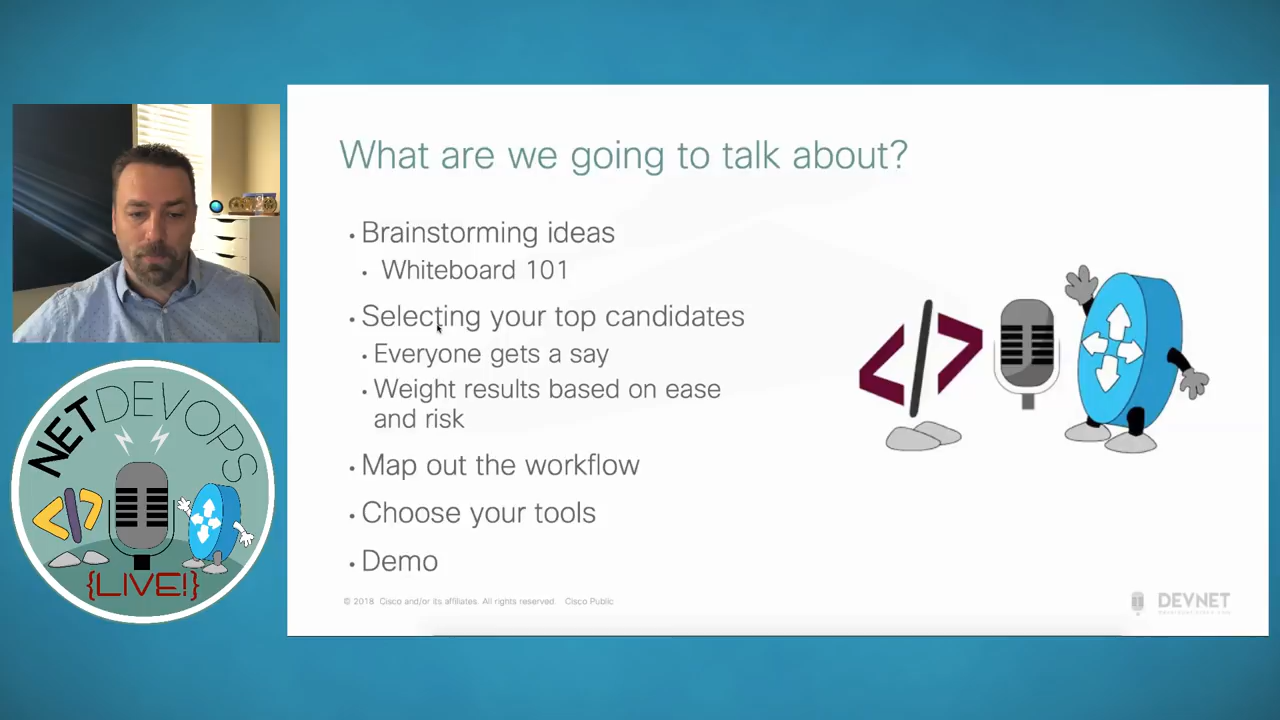 What are we going to talk about?
• Brainstorming ideas
• Whiteboard 101
• Selecting your top candidates
• Everyone gets a say
• Weight results based on ease
and risk
• Map out the workflow
• Choose your tools
• Demo
© 2018 Cisco and/or its affiliates. All rights reserved. Cisco Public
DEVNET
NETDEVOPS
</>
{LIVE!}